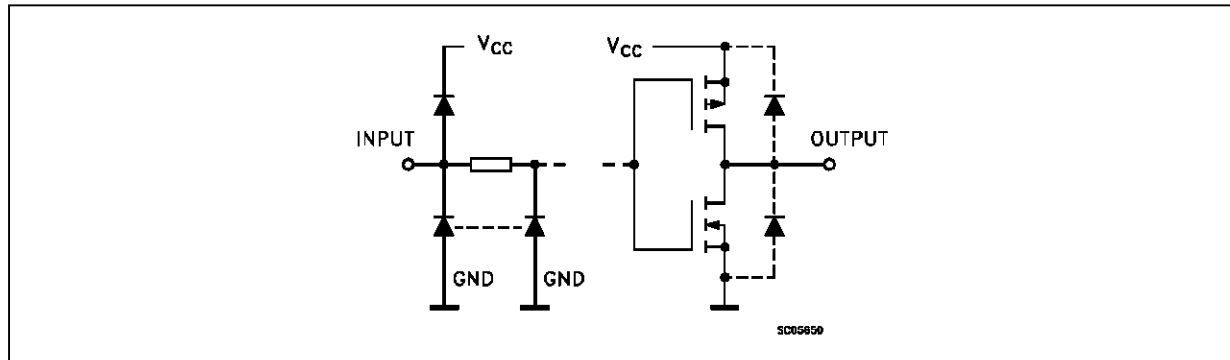 VCC
VCC
INPUT
OUTPUT
GND
GND
SC05650